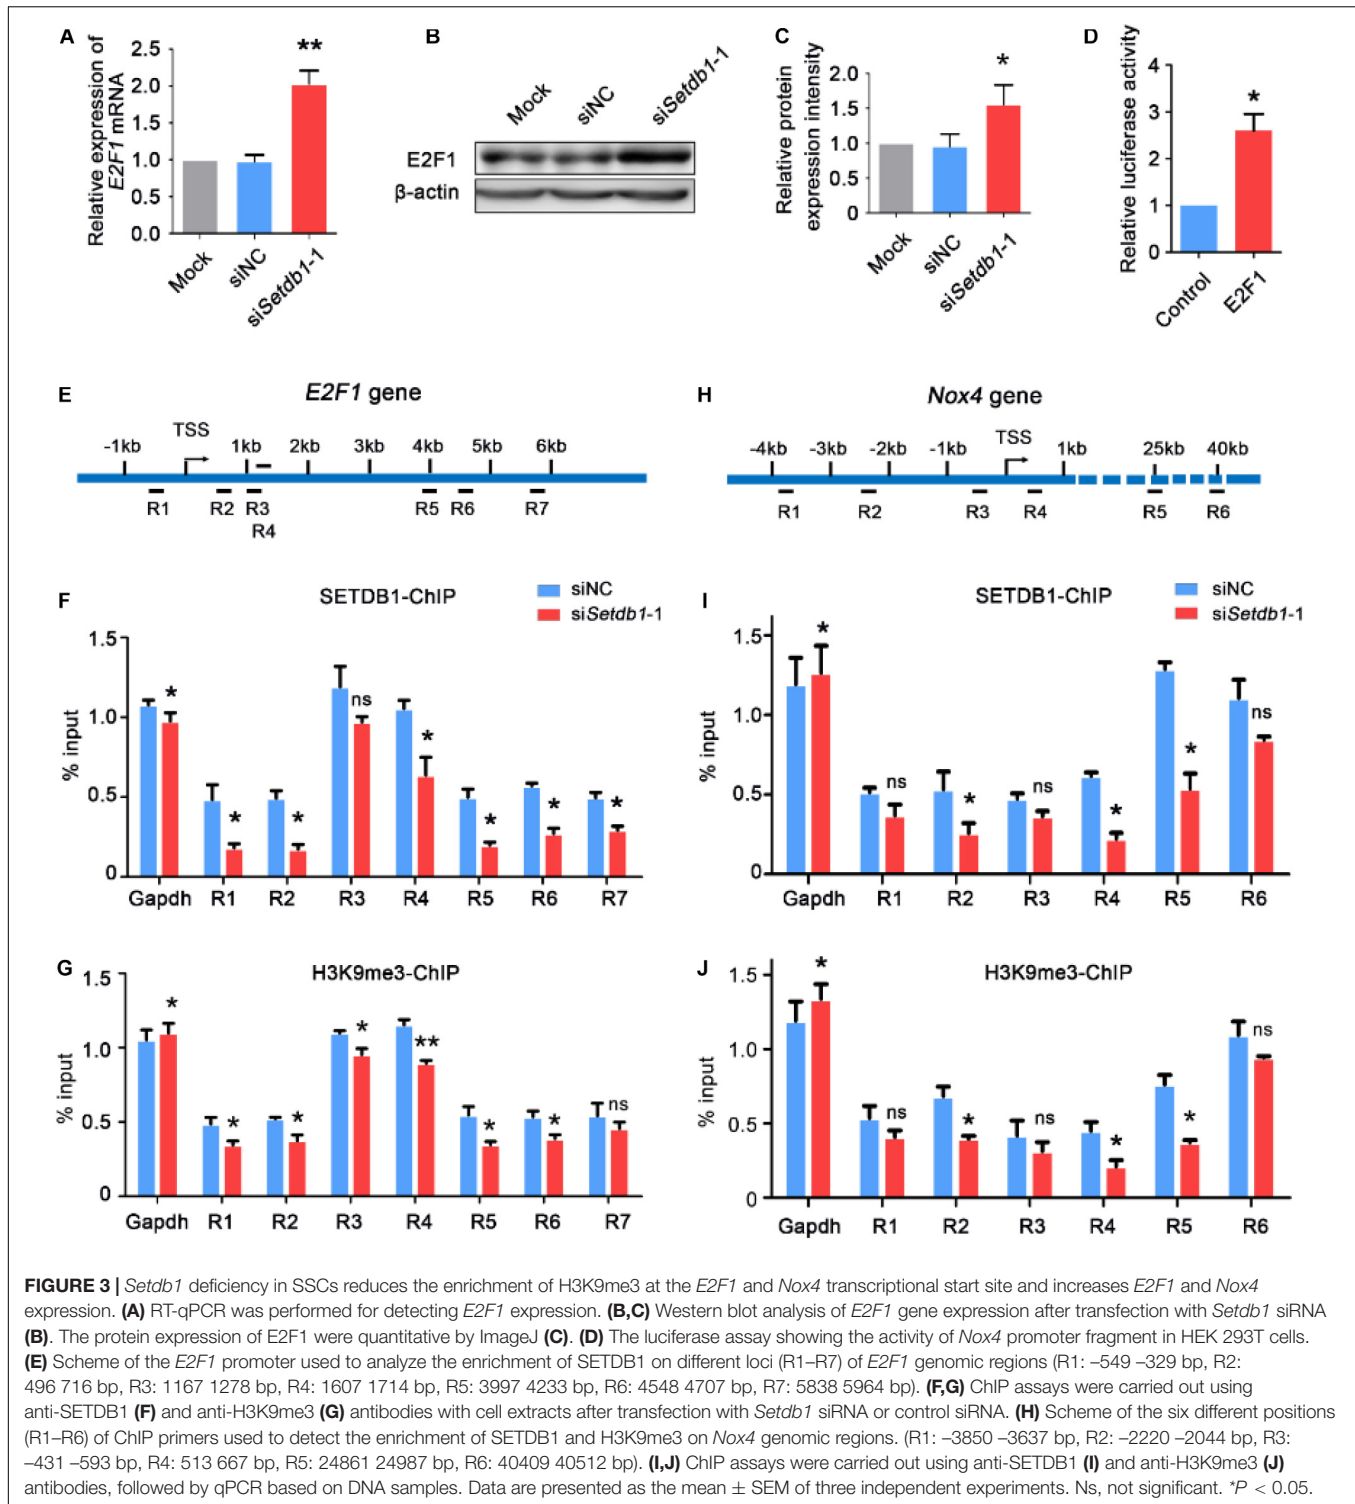 A
Relative expression of
E2F1 mRNA
2.5
2.0
1.5
1.0
0.5
0.0
**
Mock
siNC
siSetdb1-1
B
Mock
siNC
siSetdb1-1
E2F1
β-actin
C
Relative protein
expression intensity
2.0
1.5
1.0
0.5
0
*
Mock
siNC
siSetdb1-1
D
Relative luciferase activity
4
3
2
1
0
*
Control
E2F1
E
E2F1 gene
-1kb TSS 1kb 2kb 3kb 4kb 5kb 6kb
R1 R2 R3 R5 R6 R7
R4
H
Nox4 gene
-4kb -3kb -2kb -1kb TSS 1kb 25kb 40kb
R1 R2 R3 R4 R5 R6
F
SETDB1-ChIP
siNC
siSetdb1-1
% input
1.5
1.0
0.5
0
* * * ns * * * *
Gapdh R1 R2 R3 R4 R5 R6 R7
I
SETDB1-ChIP
siNC
siSetdb1-1
% input
1.5
1.0
0.5
0
* ns * ns * * ns
Gapdh R1 R2 R3 R4 R5 R6
G
H3K9me3-ChIP
% input
1.5
1.0
0.5
0
* * * * ** * * ns
Gapdh R1 R2 R3 R4 R5 R6 R7
J
H3K9me3-ChIP
% input
1.5
1.0
0.5
0
* ns * ns * * ns
Gapdh R1 R2 R3 R4 R5 R6
FIGURE 3 | Setdb1 deficiency in SSCs reduces the enrichment of H3K9me3 at the E2F1 and Nox4 transcriptional start site and increases E2F1 and Nox4
expression. (A) RT-qPCR was performed for detecting E2F1 expression. (B,C) Western blot analysis of E2F1 gene expression after transfection with Setdb1 siRNA
(B). The protein expression of E2F1 were quantitative by ImageJ (C). (D) The luciferase assay showing the activity of Nox4 promoter fragment in HEK 293T cells.
(E) Scheme of the E2F1 promoter used to analyze the enrichment of SETDB1 on different loci (R1–R7) of E2F1 genomic regions (R1: –549 –329 bp, R2:
496 716 bp, R3: 1167 1278 bp, R4: 1607 1714 bp, R5: 3997 4233 bp, R6: 4548 4707 bp, R7: 5838 5964 bp). (F,G) ChIP assays were carried out using
anti-SETDB1 (F) and anti-H3K9me3 (G) antibodies with cell extracts after transfection with Setdb1 siRNA or control siRNA. (H) Scheme of the six different positions
(R1–R6) of ChIP primers used to detect the enrichment of SETDB1 and H3K9me3 on Nox4 genomic regions. (R1: –3850 –3637 bp, R2: –2220 –2044 bp, R3:
–431 –593 bp, R4: 513 667 bp, R5: 24861 24987 bp, R6: 40409 40512 bp). (I,J) ChIP assays were carried out using anti-SETDB1 (I) and anti-H3K9me3 (J)
antibodies, followed by qPCR based on DNA samples. Data are presented as the mean ± SEM of three independent experiments. Ns, not significant. *P < 0.05.